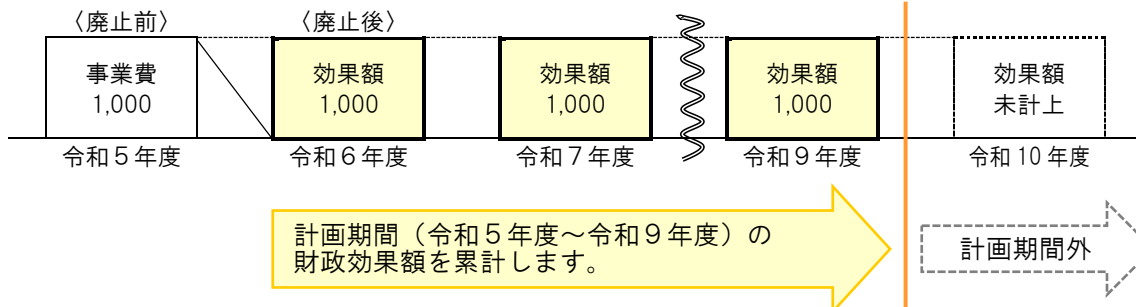 〈廃止前〉 〈廃止後〉
事業費 効果額 効果額 効果額 効果額
1,000 1,000 1,000 1,000 未計上
令和５年度 令和６年度 令和７年度 令和９年度 令和10年度
計画期間（令和５年度～令和９年度）の
財政効果額を累計します。
計画期間外